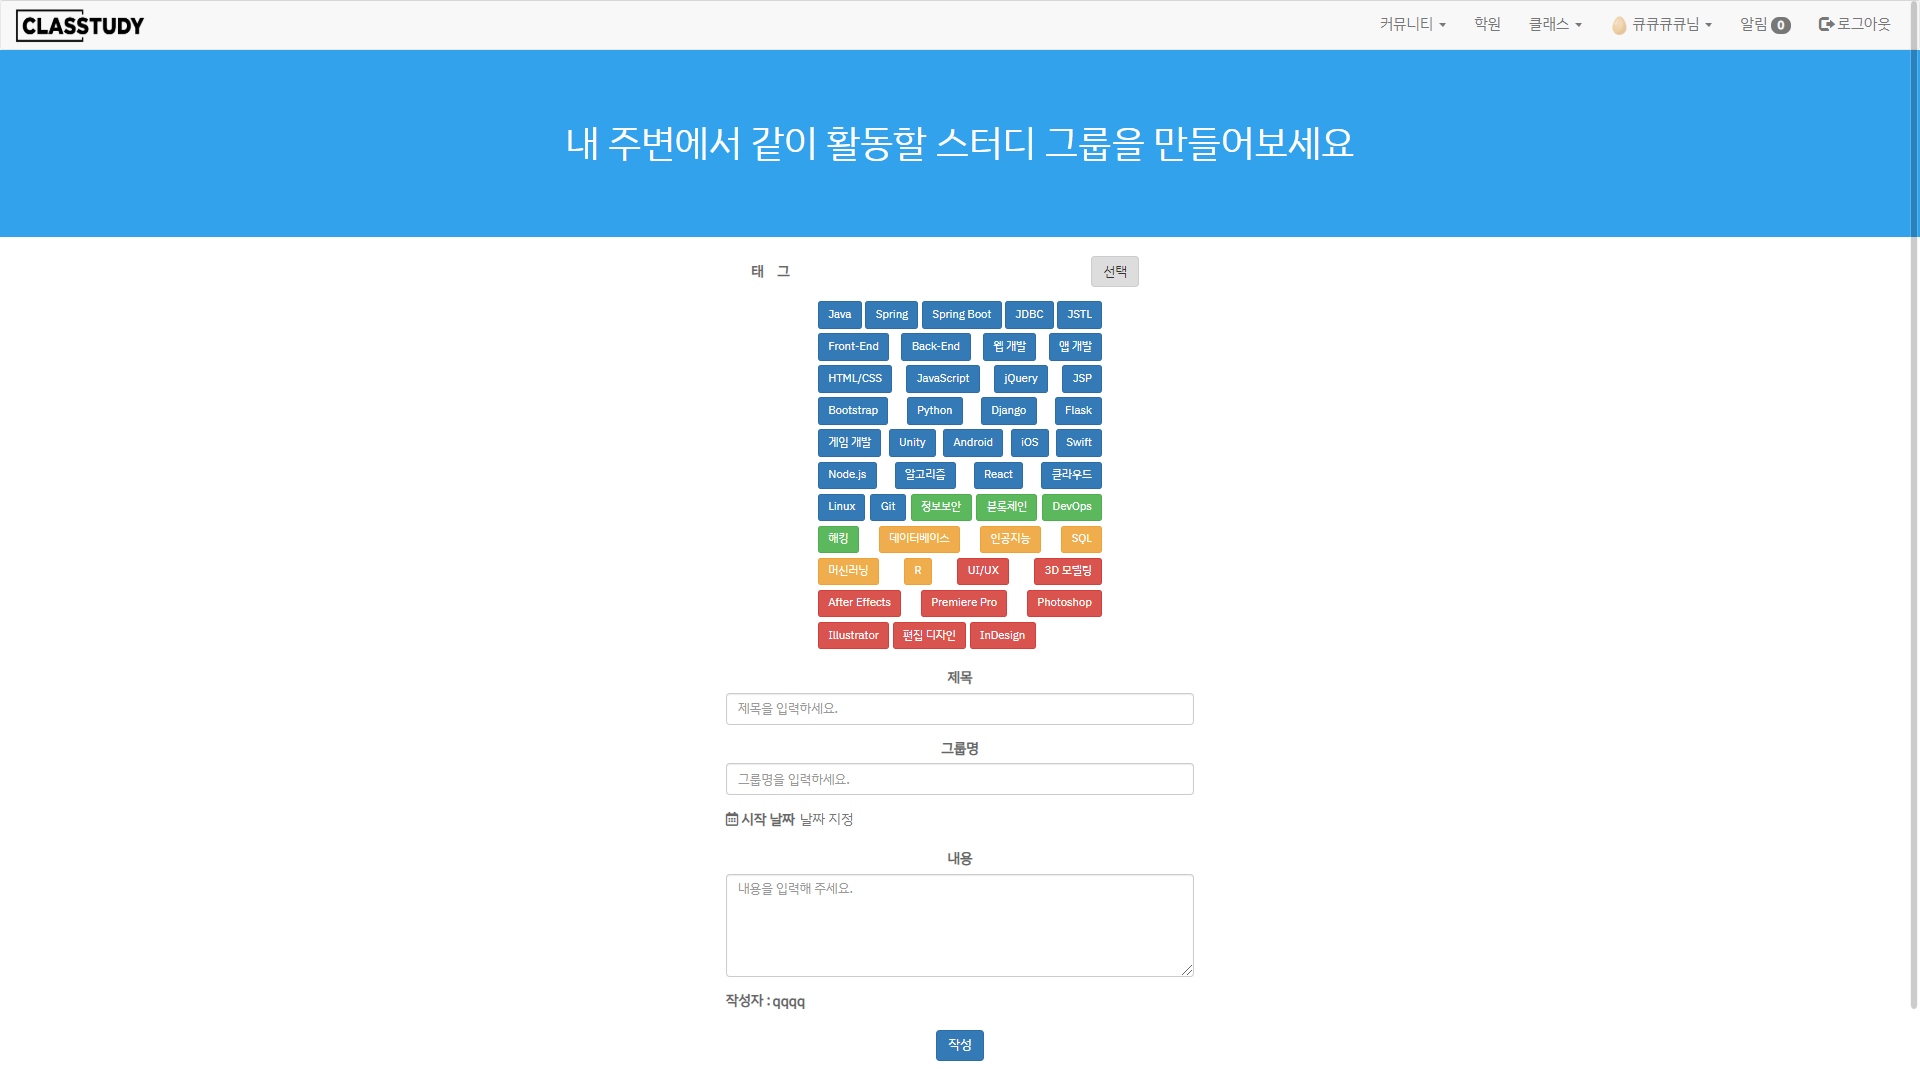 CLASSTUDY 커뮤니티 학원 클래스 큐큐큐큐님 알림 0 로그아웃
내 주변에서 같이 활동할 스터디 그룹을 만들어보세요
태 그 선택
Java Spring Spring Boot JDBC JSTL
Front-End Back-End 웹 개발 앱 개발
HTML/CSS JavaScript jQuery JSP
Bootstrap Python Django Flask
게임 개발 Unity Android iOS Swift
Node.js 알고리즘 React 클라우드
Linux Git 정보보안 블록체인 DevOps
해킹 데이터베이스 인공지능 SQL
머신러닝 R UI/UX 3D 모델링
After Effects Premiere Pro Photoshop
Illustrator 편집 디자인 InDesign
제목
제목을 입력하세요.
그룹명
그룹명을 입력하세요.
시작 날짜 날짜 지정
내용
내용을 입력해 주세요.
작성자 : qqqq
작성